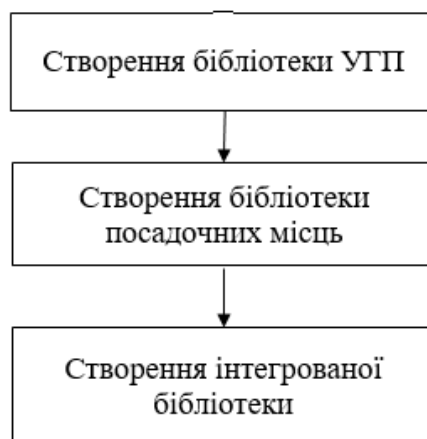 Створення бібліотеки УГП
Створення бібліотеки
посадочних місць
Створення інтегрованої
бібліотеки